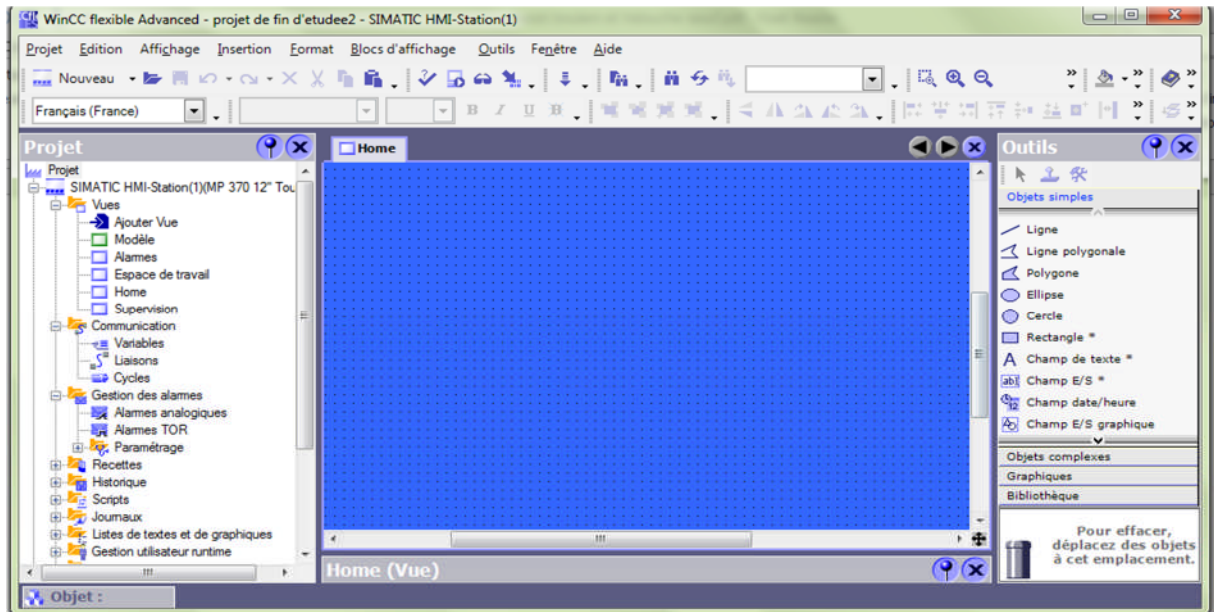 WinCC flexible Advanced - projet de fin d'etudee2 - SIMATIC HMI-Station(1)
Projet Edition Affichage Insertion Format Blocs d'affichage Outils Fenêtre Aide
Nouveau
Français (France)
B I U
Projet
Projet
SIMATIC HMI-Station(1)(MP 370 12" Tou
Vues
Ajouter Vue
Modèle
Alarmes
Espace de travail
Home
Supervision
Communication
Variables
Liaisons
Cycles
Gestion des alarmes
Alarmes analogiques
Alarmes TOR
Paramétrage
Recettes
Historique
Scripts
Journaux
Listes de textes et de graphiques
Gestion utilisateur runtime
Home
Home (Vue)
Outils
Objets simples
Ligne
Ligne polygonale
Polygone
Ellipse
Cercle
Rectangle *
A Champ de texte *
ab Champ E/S *
12 Champ date/heure
Champ E/S graphique
Objets complexes
Graphiques
Bibliothèque
Pour effacer,
déplacez des objets
à cet emplacement.
Objet :